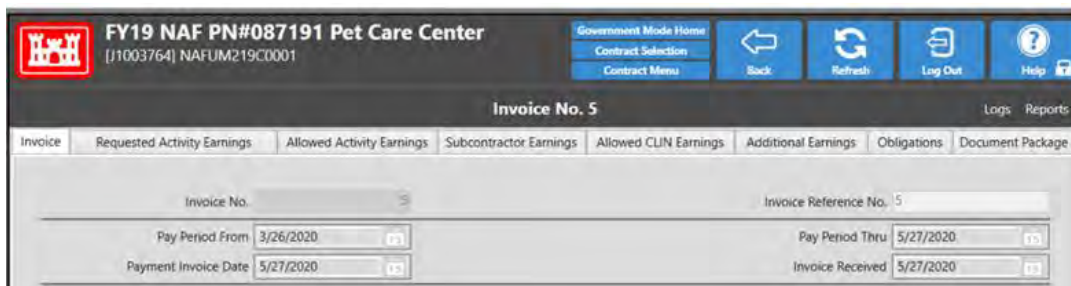 FY19 NAF PN#087191 Pet Care Center
[J1003764] NAFUM219C0001
Government Mode Home
Contract Selection
Contract Menu
Back
Refresh
Log Out
Help
Invoice No. 5
Logs Reports
Invoice Requested Activity Earnings Allowed Activity Earnings Subcontractor Earnings Allowed CLIN Earnings Additional Earnings Obligations Document Package
Invoice No. 5 Invoice Reference No. 5
Pay Period From 3/26/2020 Pay Period Thru 5/27/2020
Payment Invoice Date 5/27/2020 Invoice Received 5/27/2020